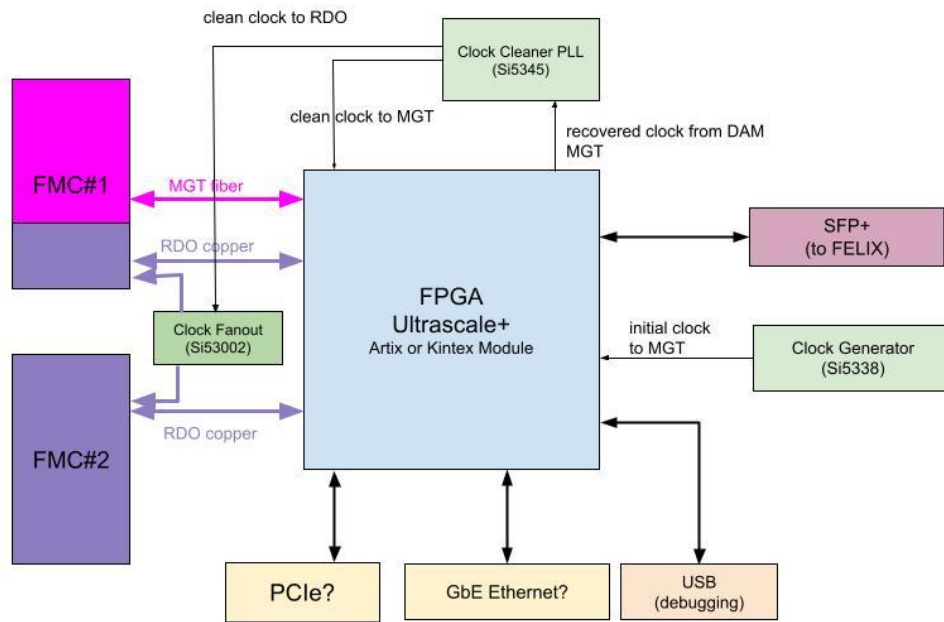 clean clock to RDO
Clock Cleaner PLL
(Si5345)
clean clock to MGT
recovered clock from DAM
MGT
FMC#1
MGT fiber
RDO copper
SFP+
(to FELIX)
FPGA
Ultrascale+
Artix or Kintex Module
Clock Fanout
(Si53002)
initial clock
to MGT
Clock Generator
(Si5338)
RDO copper
FMC#2
PCIe?
GbE Ethernet?
USB
(debugging)